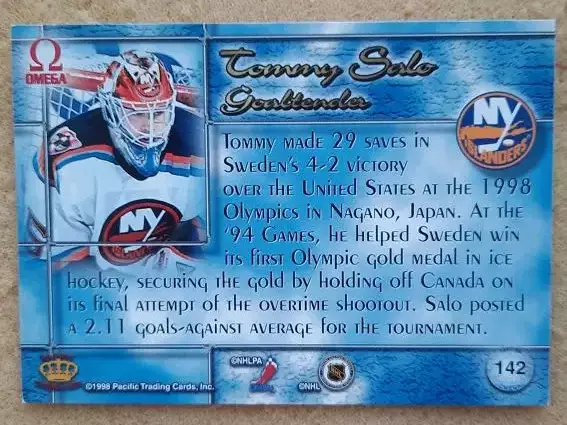 Ω
OMEGA
Tommy Salo
Goaltender
NY
ISLANDERS
Tommy made 29 saves in
Sweden's 4-2 victory
over the United States at the 1998
Olympics in Nagano, Japan. At the
'94 Games, he helped Sweden win
its first Olympic gold medal in ice
hockey, securing the gold by holding off Canada on
its final attempt of the overtime shootout. Salo posted
a 2.11 goals-against average for the tournament.
NY
©1998 Pacific Trading Cards, Inc.
©NHLPA
©NHL
142